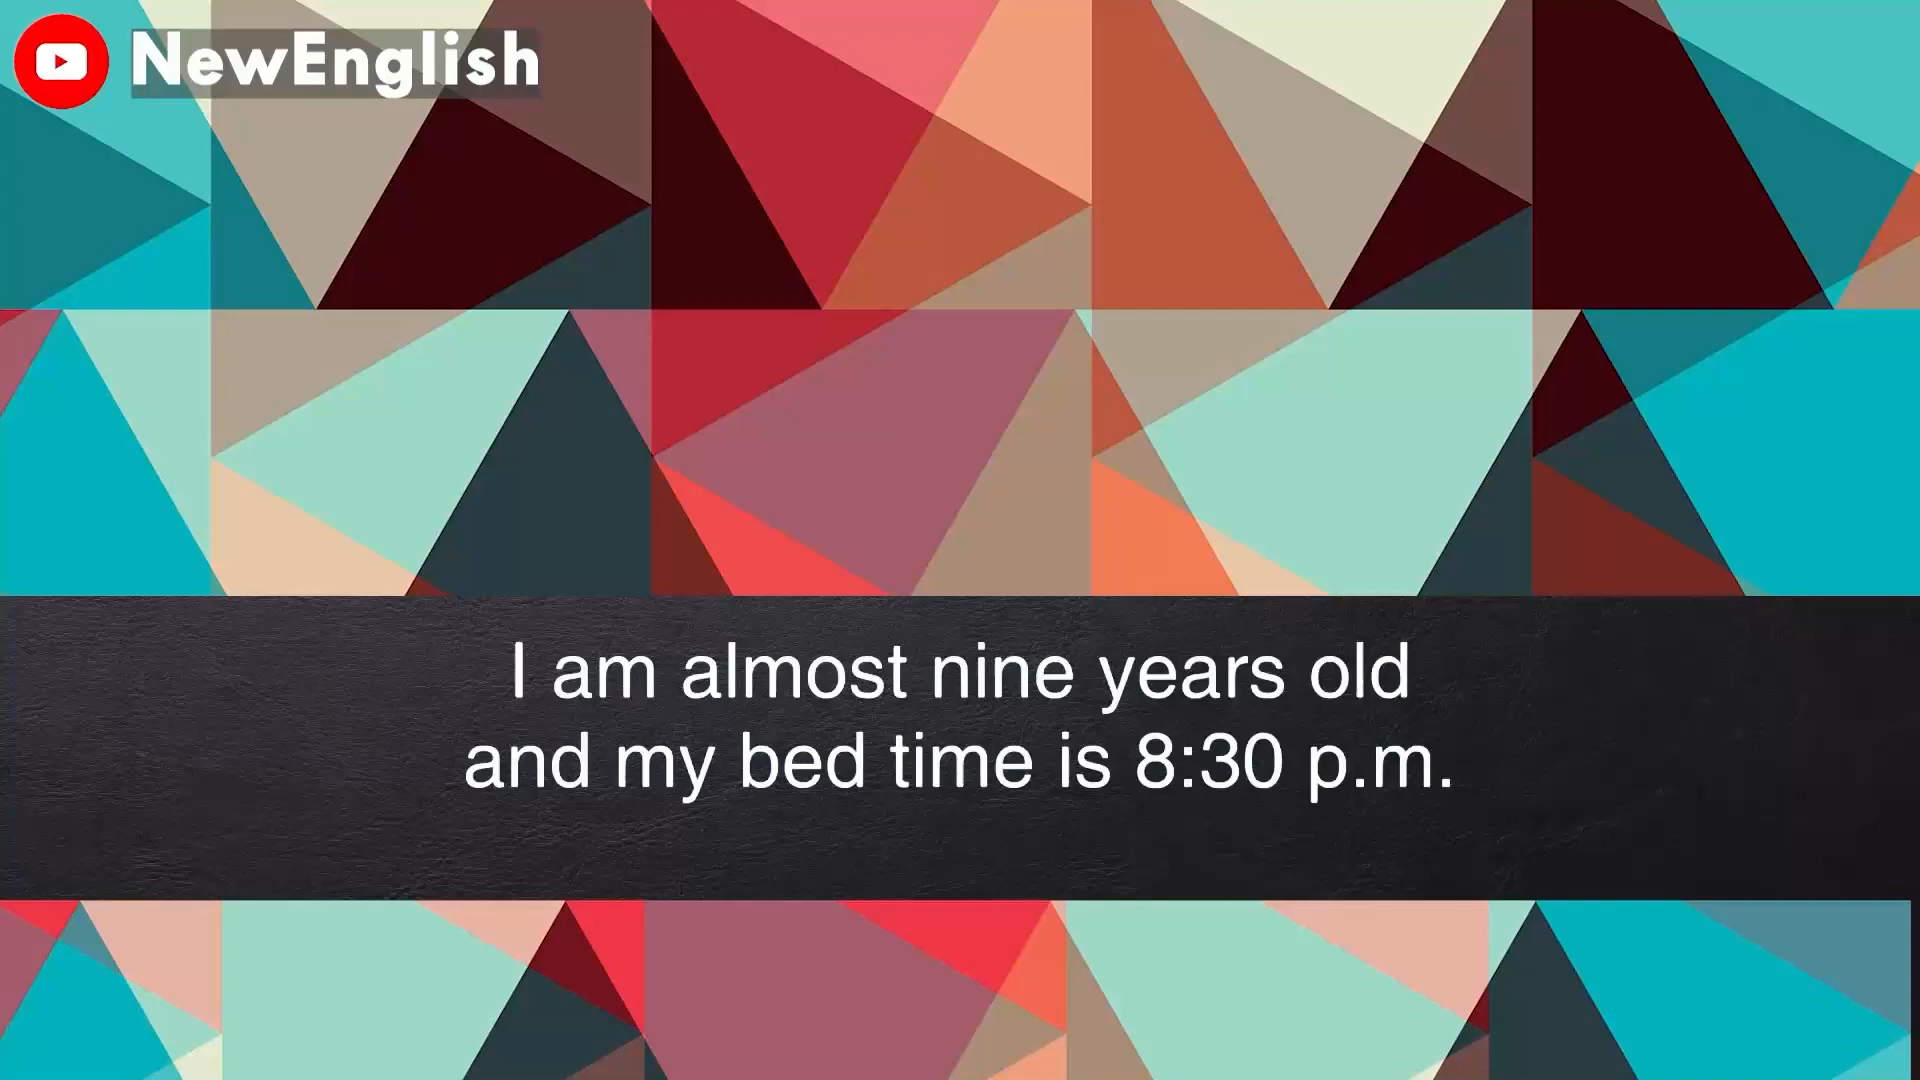 NewEnglish
I am almost nine years old
and my bed time is 8:30 p.m.